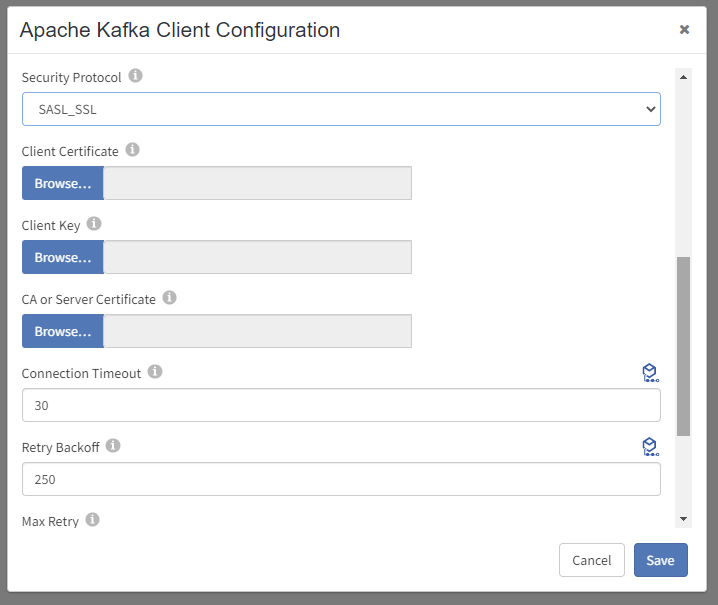 Apache Kafka Client Configuration
Security Protocol
SASL_SSL
Client Certificate
Browse...
Client Key
Browse...
CA or Server Certificate
Browse...
Connection Timeout
30
Retry Backoff
250
Max Retry
Cancel
Save